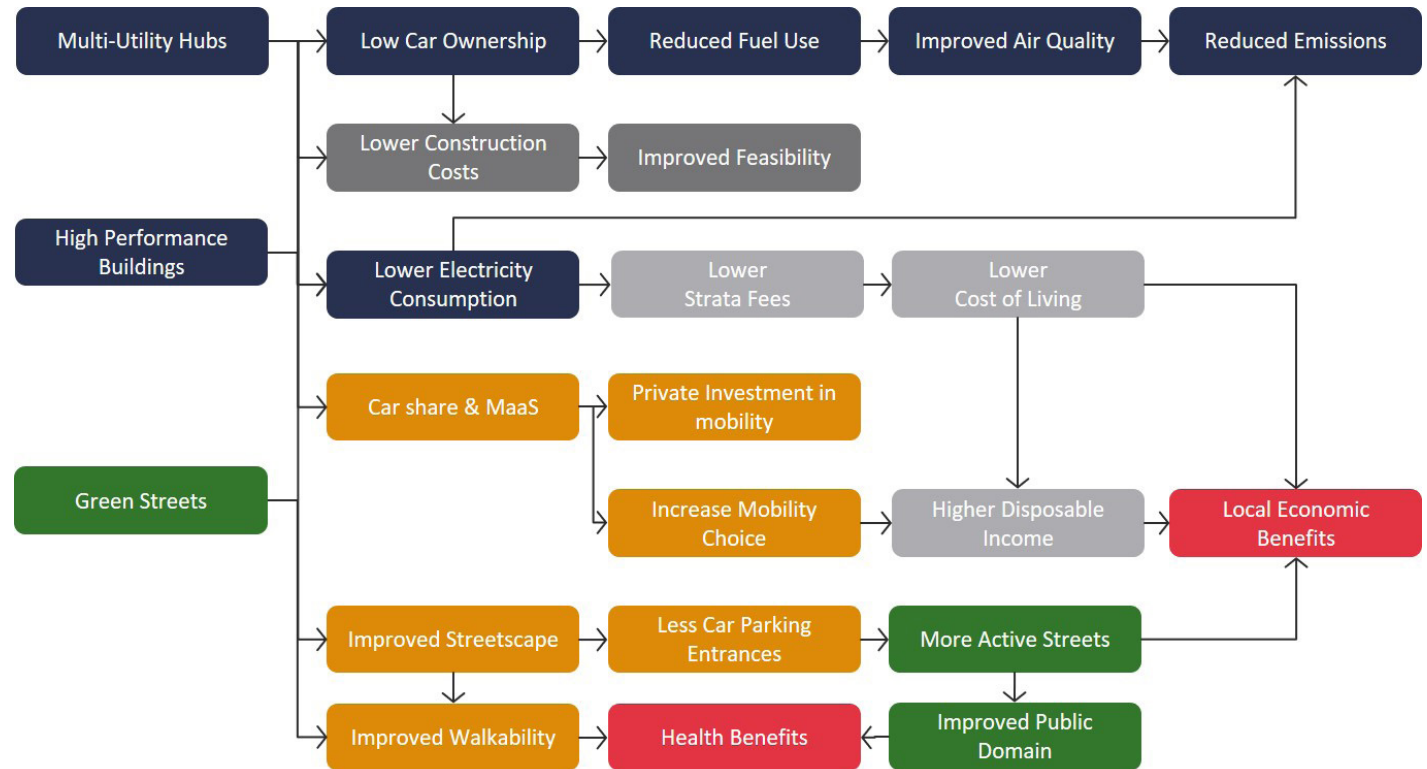 Multi-Utility Hubs
Low Car Ownership
Reduced Fuel Use
Improved Air Quality
Reduced Emissions
Lower Construction
Costs
Improved Feasibility
High Performance
Buildings
Lower Electricity
Consumption
Lower
Strata Fees
Lower
Cost of Living
Car share & MaaS
Private Investment in
mobility
Green Streets
Increase Mobility
Choice
Higher Disposable
Income
Local Economic
Benefits
Improved Streetscape
Less Car Parking
Entrances
More Active Streets
Improved Walkability
Health Benefits
Improved Public
Domain